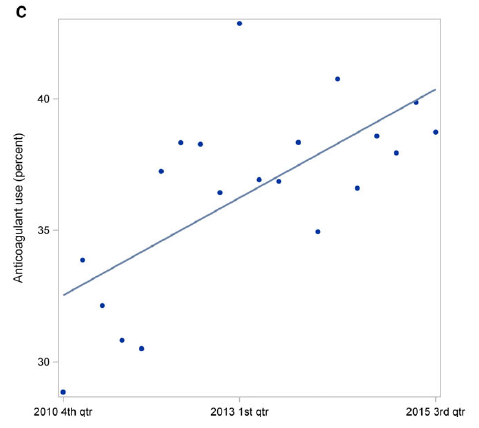 C
Anticoagulant use (percent)
40
35
30
2010 4th qtr
2013 1st qtr
2015 3rd qtr